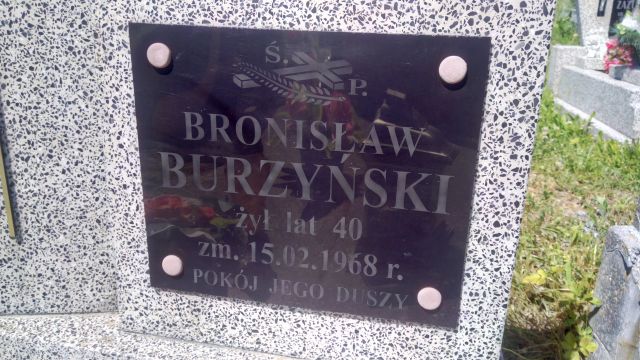 Ś. P.
BRONISŁAW
BURZYŃSKI
żył lat 40
zm. 15.02.1968 r.
POKÓJ JEGO DUSZY